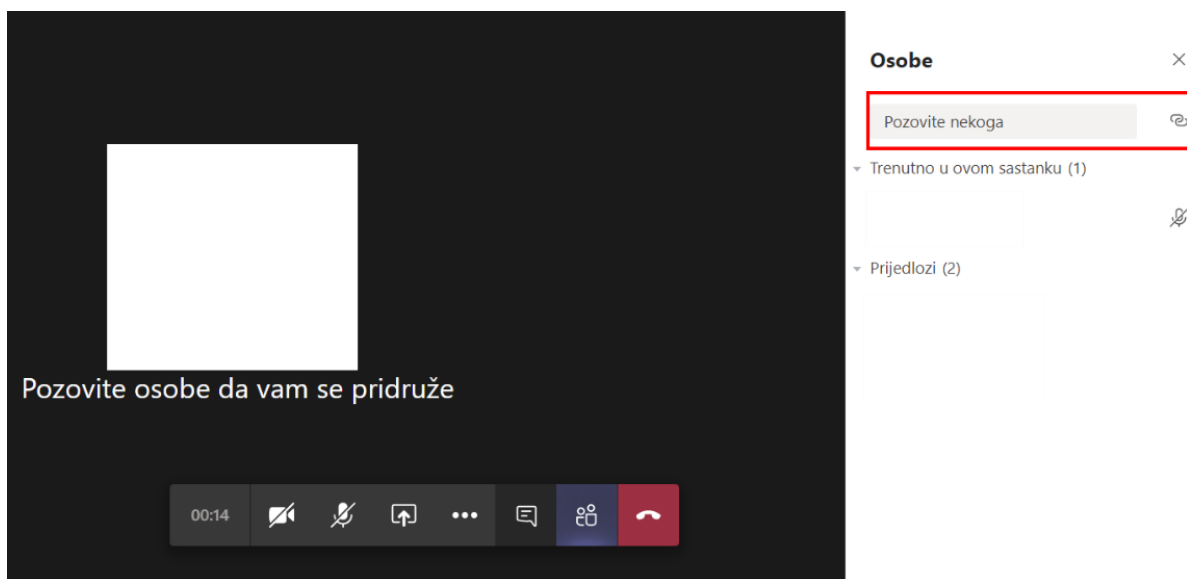 Osobe
Pozovite nekoga
Trenutno u ovom sastanku (1)
Prijedlozi (2)
Pozovite osobe da vam se pridruže
00:14